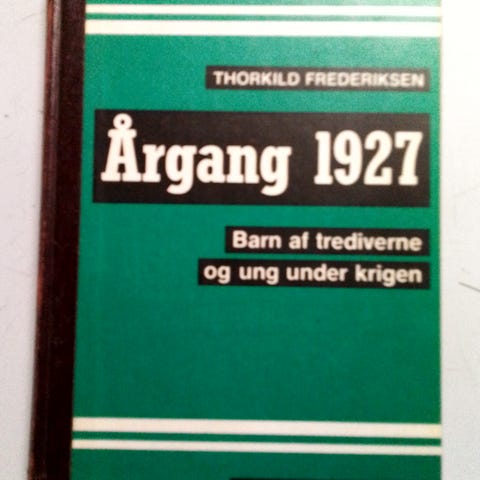 THORKILD FREDERIKSEN
Årgang 1927
Barn af trediverne
og ung under krigen